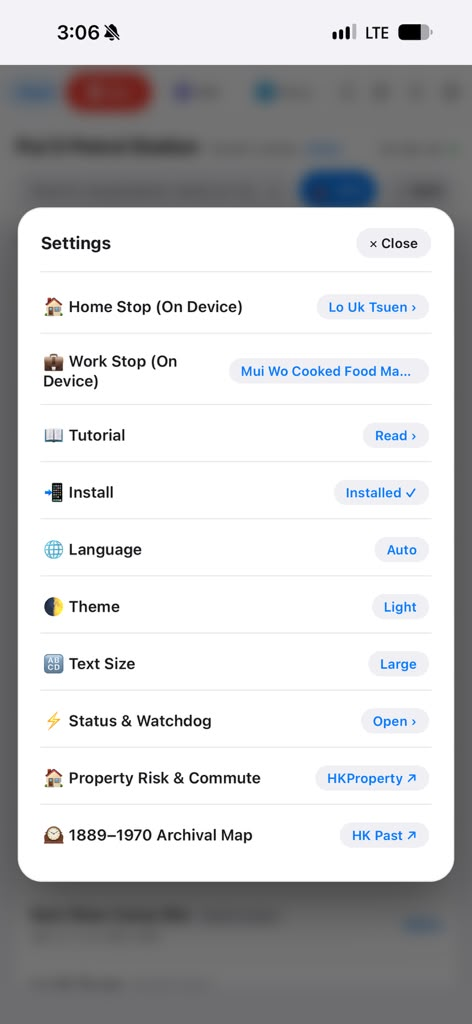 3:06
LTE
Settings
× Close
Home Stop (On Device)
Lo Uk Tsuen ›
Work Stop (On
Device)
Mui Wo Cooked Food Ma...
Tutorial
Read ›
Install
Installed ✓
Language
Auto
Theme
Light
Text Size
Large
Status & Watchdog
Open ›
Property Risk & Commute
HKProperty ↗
1889–1970 Archival Map
HK Past ↗